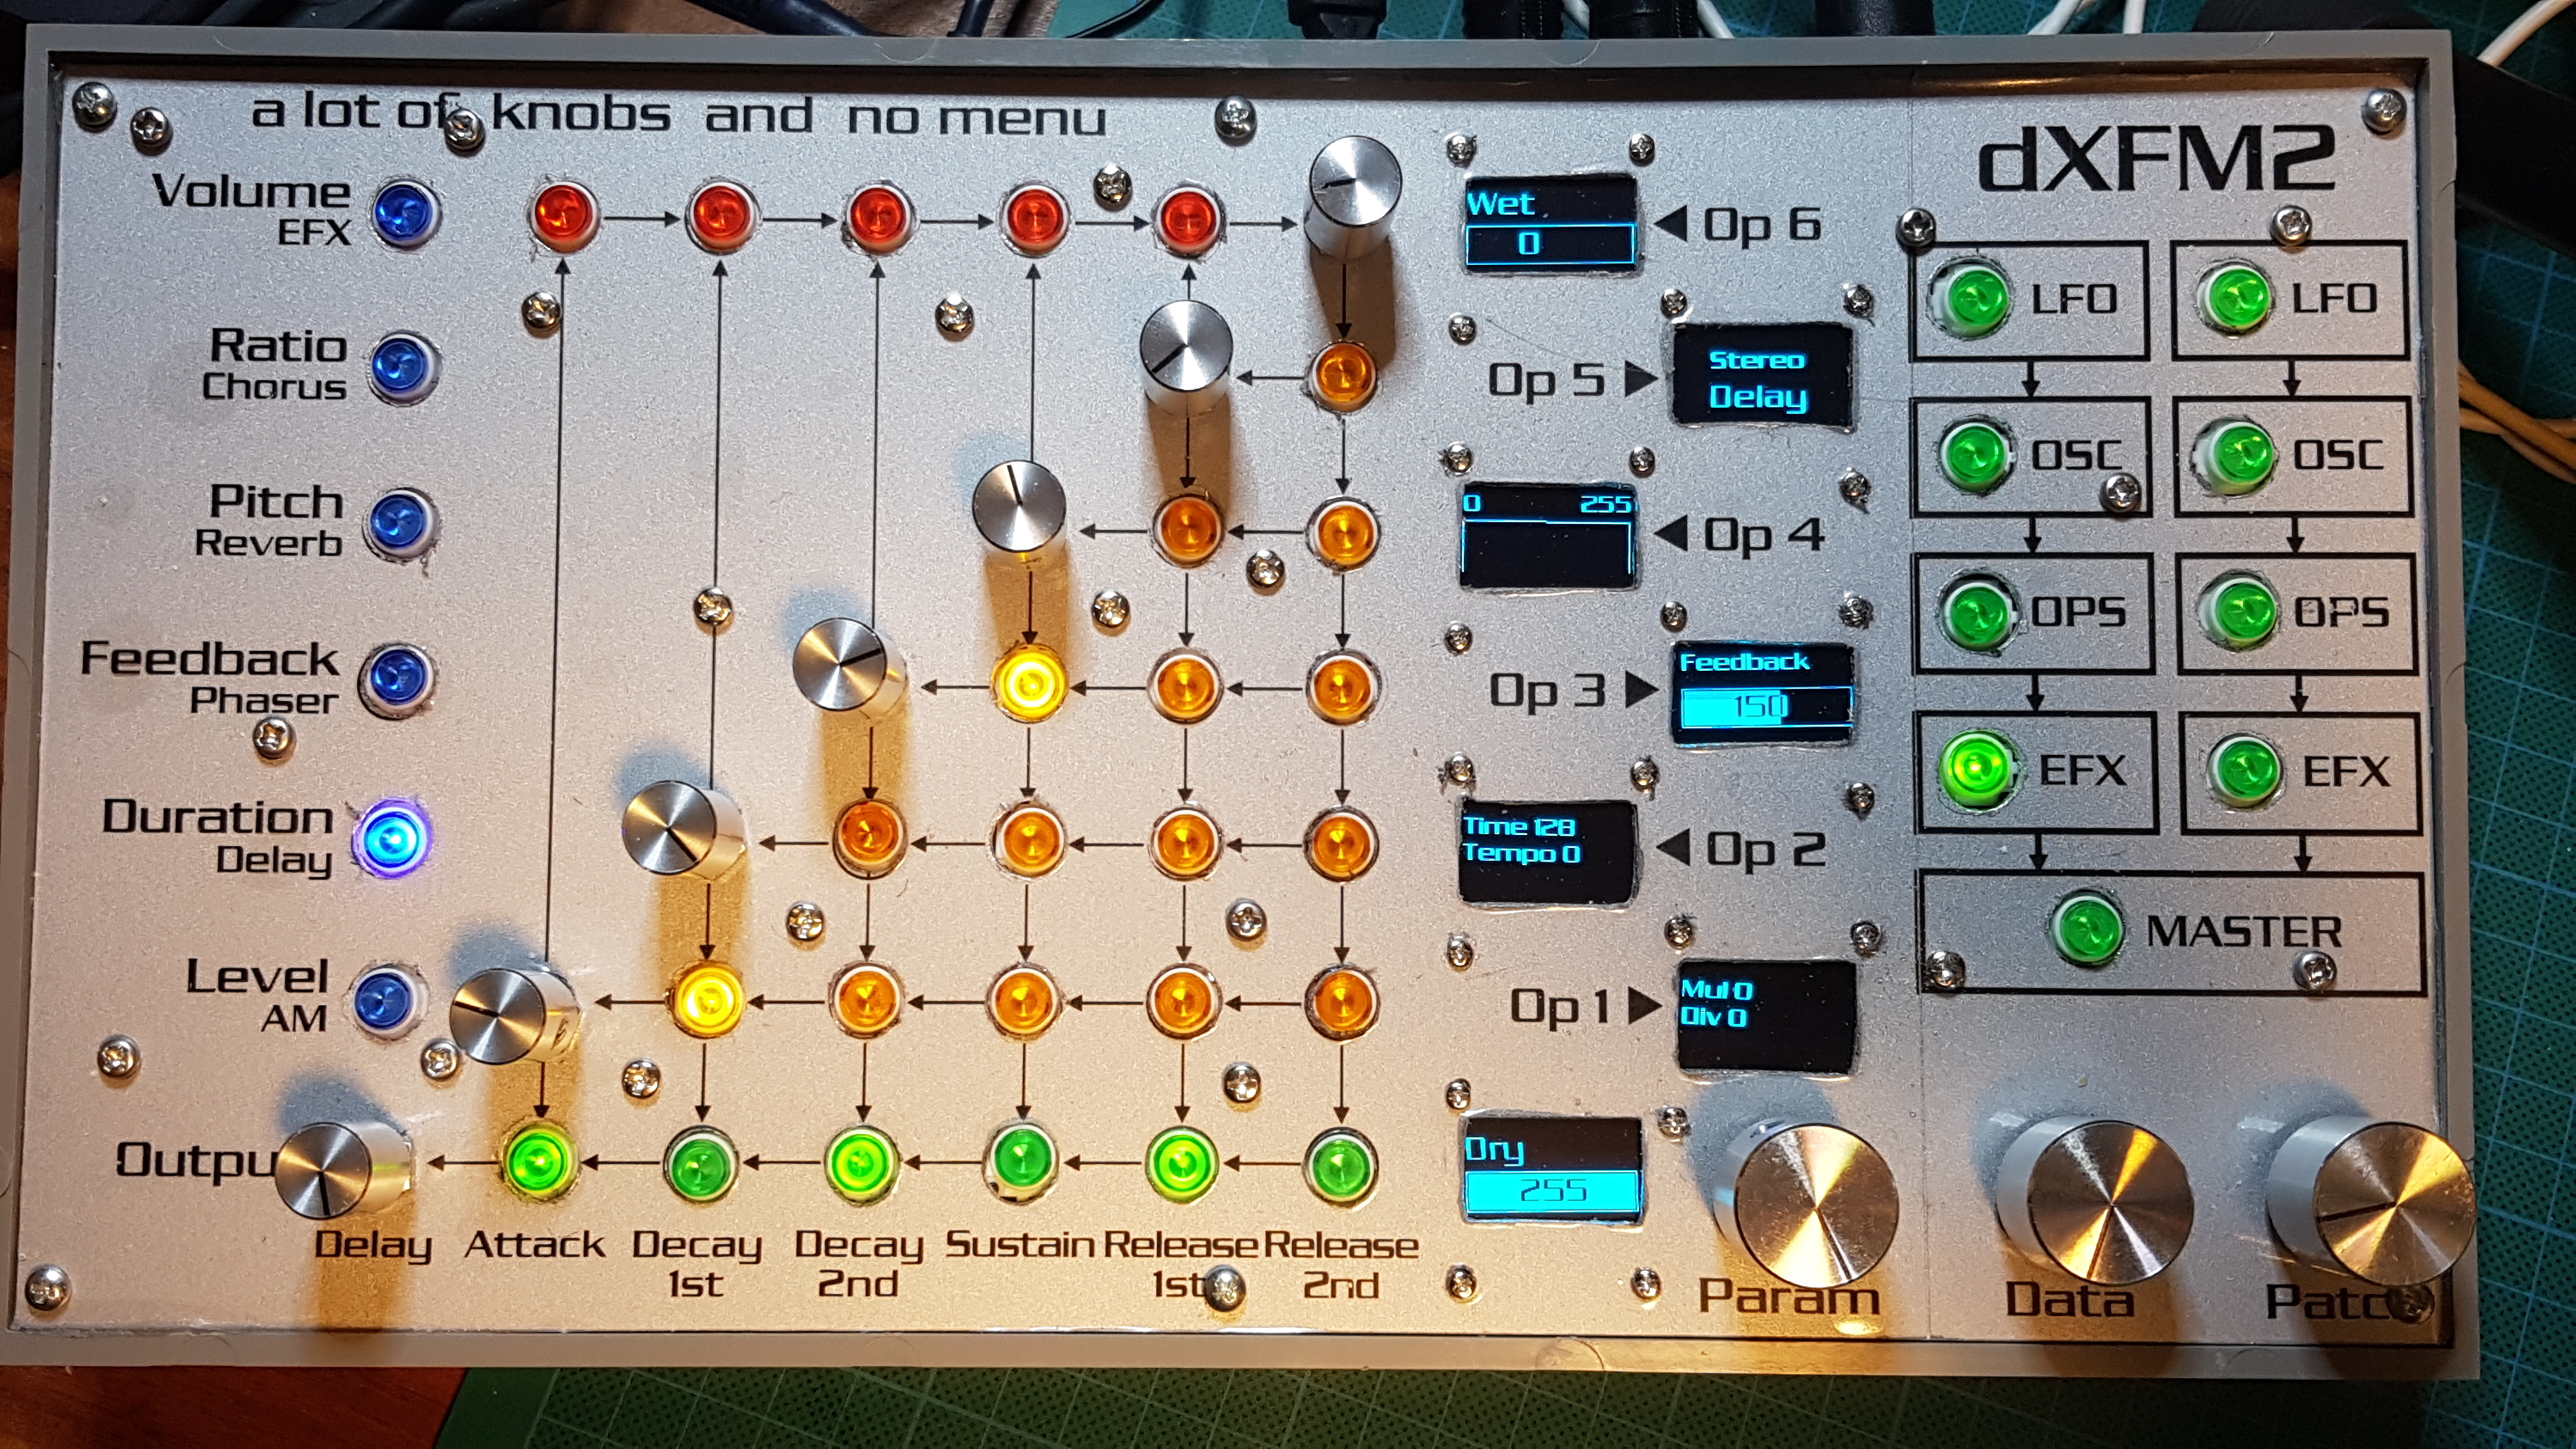 a lot of knobs and no menu
dXFM2
Volume
EFX
Ratio
Chorus
Pitch
Reverb
Feedback
Phaser
Duration
Delay
Level
AM
Output
Delay
Attack
Decay
1st
Decay
2nd
Sustain
Release
1st
Release
2nd
Wet
0
Op 6
Op 5
Stereo
Delay
0
255
Op 4
Op 3
Feedback
150
Time 128
Tempo 0
Op 2
Op 1
Mul 0
Div 0
Dry
255
LFO
LFO
OSC
OSC
OPS
OPS
EFX
EFX
MASTER
Param
Data